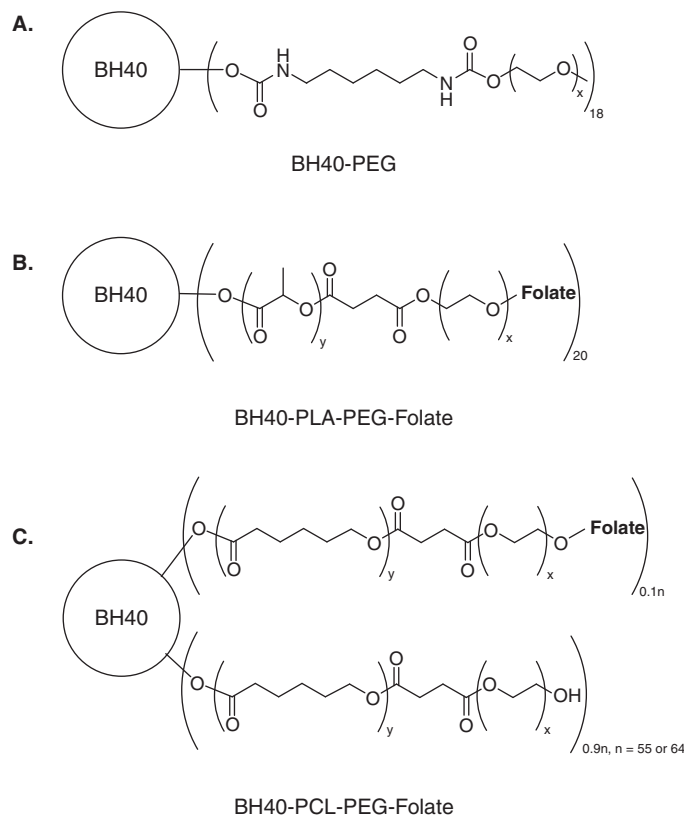 A.
BH40
O
O
H
N
N
H
O
O
O
x
18
BH40-PEG
B.
BH40
O
O
O
y
O
O
O
O
x
Folate
20
BH40-PLA-PEG-Folate
C.
BH40
O
O
O
y
O
O
O
O
x
Folate
0.1n
O
O
O
y
O
O
O
OH
x
0.9n, n = 55 or 64
BH40-PCL-PEG-Folate